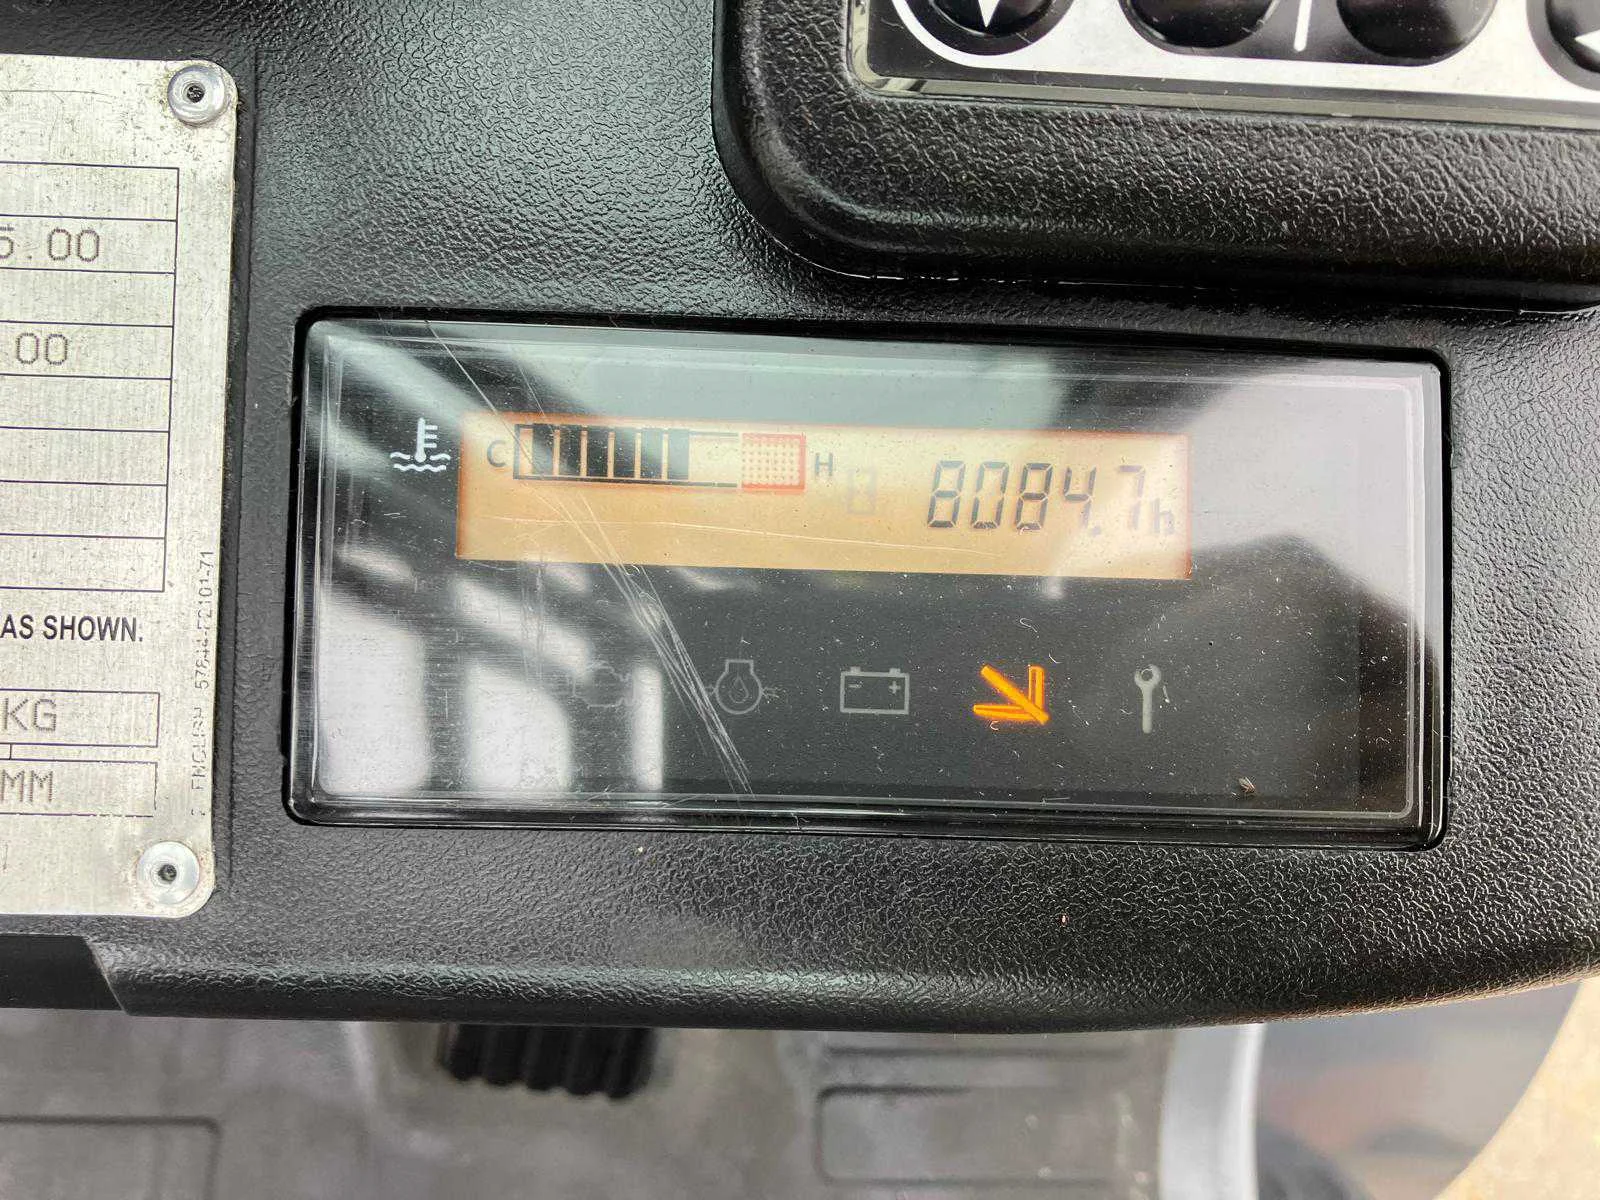 5.00
00
AS SHOWN.
KG
MM
C
H
8084.7h